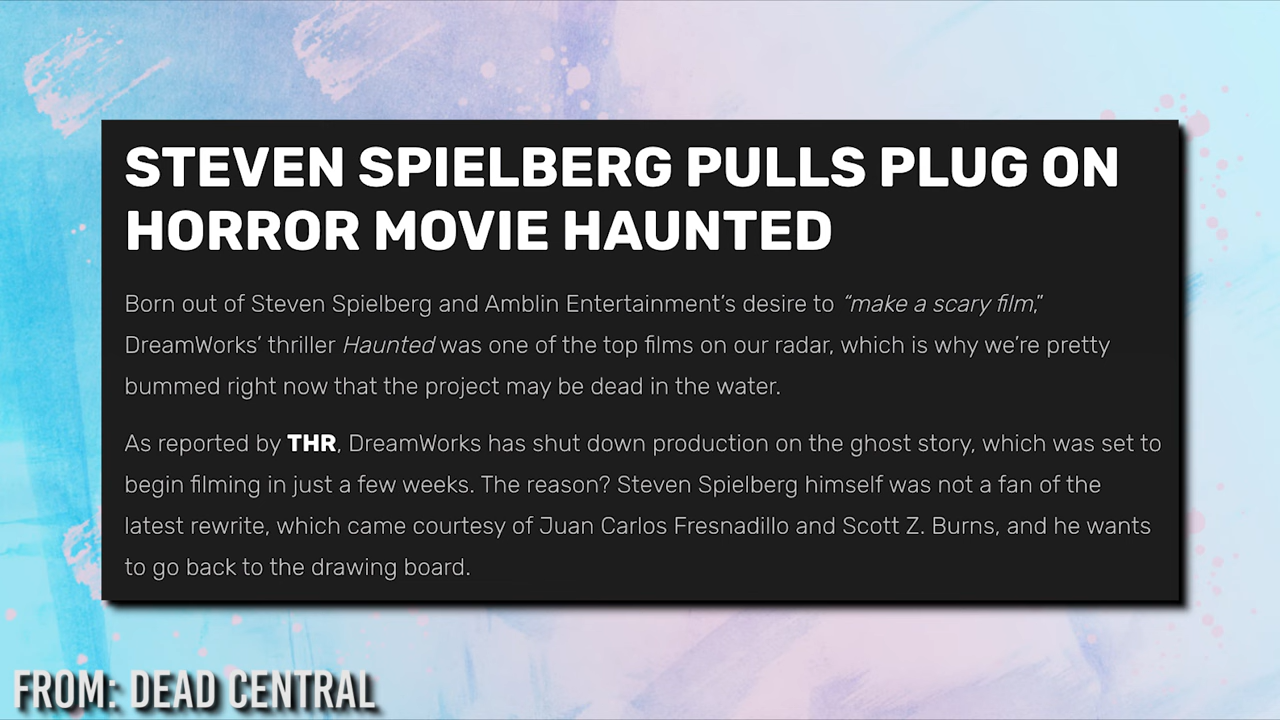 STEVEN SPIELBERG PULLS PLUG ON
HORROR MOVIE HAUNTED
Born out of Steven Spielberg and Amblin Entertainment's desire to “make a scary film,”
DreamWorks’ thriller Haunted was one of the top films on our radar, which is why we’re pretty
bummed right now that the project may be dead in the water.
As reported by THR, DreamWorks has shut down production on the ghost story, which was set to
begin filming in just a few weeks. The reason? Steven Spielberg himself was not a fan of the
latest rewrite, which came courtesy of Juan Carlos Fresnadillo and Scott Z. Burns, and he wants
to go back to the drawing board.
FROM: DEAD CENTRAL